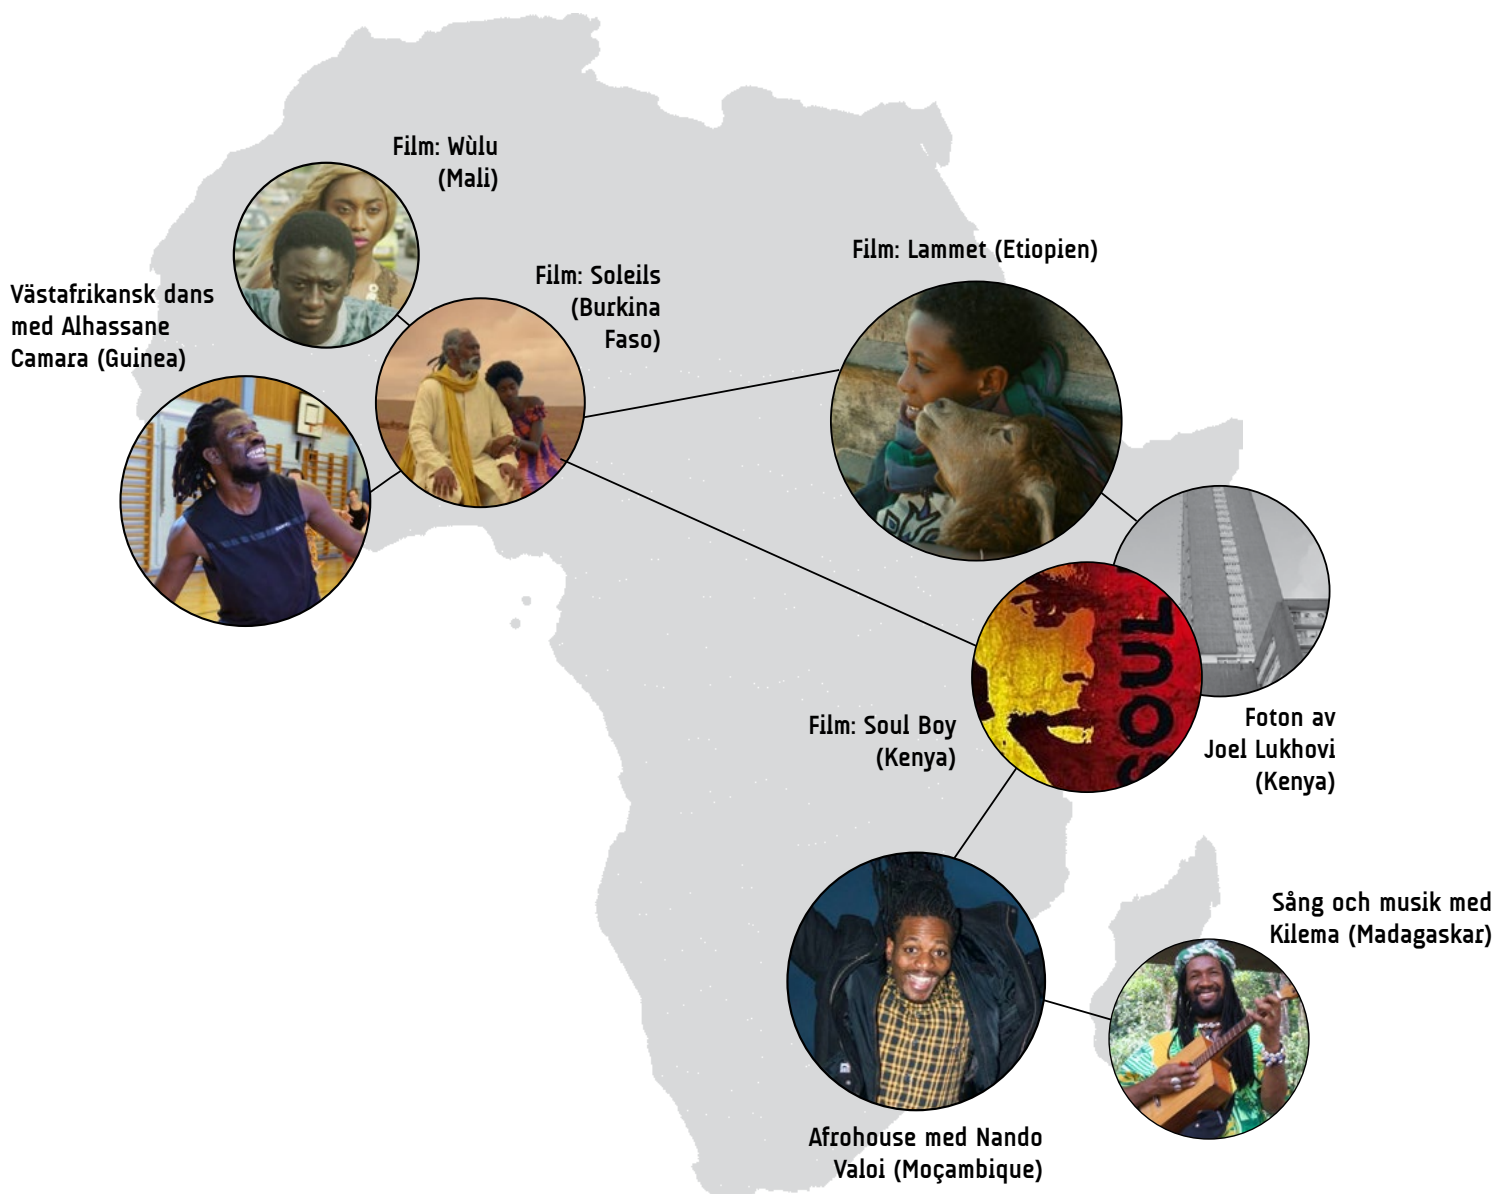 Film: Wùlu
(Mali)
Film: Soleils
(Burkina
Faso)
Film: Lammet (Etiopien)
Västafrikansk dans
med Alhassane
Camara (Guinea)
SOUL
Film: Soul Boy
(Kenya)
Foton av
Joel Lukhovi
(Kenya)
Sång och musik med
Kilema (Madagaskar)
Afrohouse med Nando
Valoi (Moçambique)